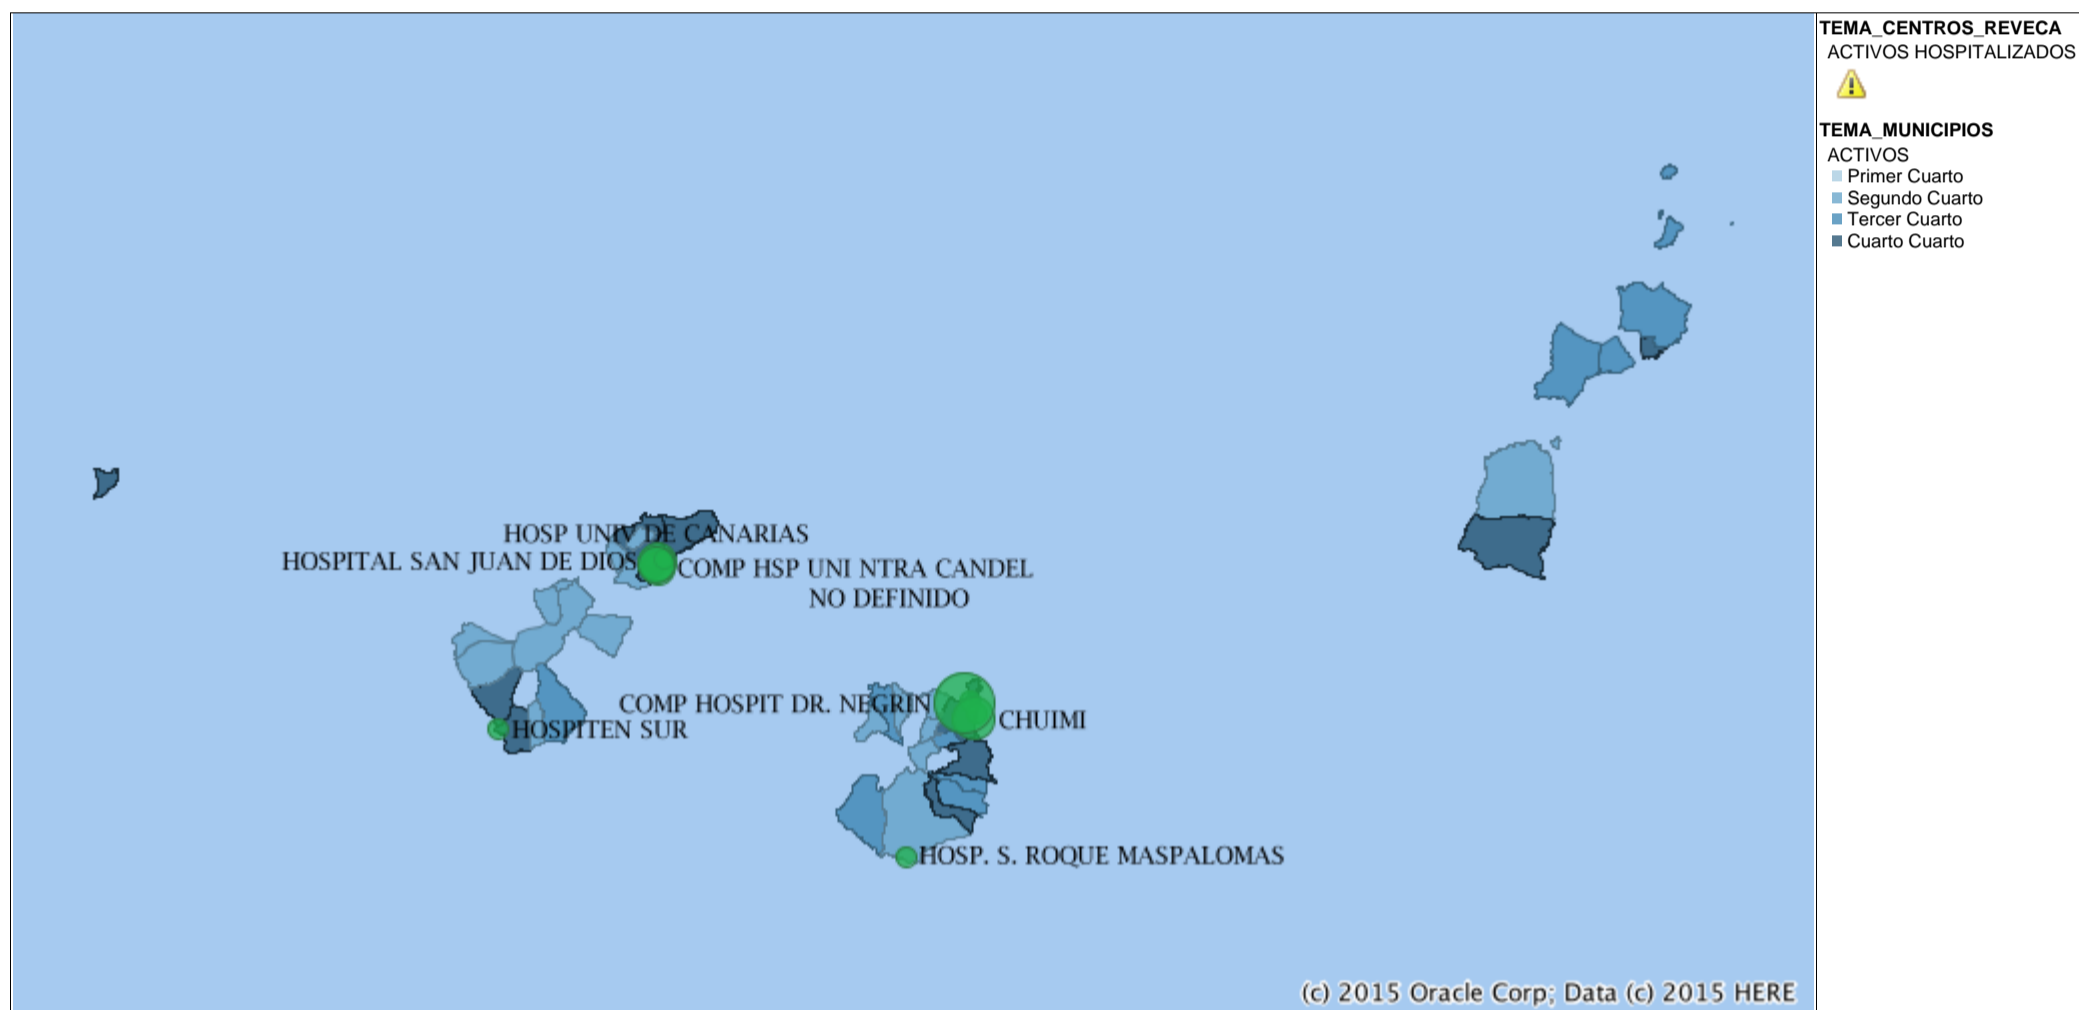 TEMA_CENTROS_REVECA
ACTIVOS HOSPITALIZADOS
TEMA_MUNICIPIOS
ACTIVOS
Primer Cuarto
Segundo Cuarto
Tercer Cuarto
Cuarto Cuarto
HOSP UNIV DE CANARIAS
HOSPITAL SAN JUAN DE DIOS
COMP HSP UNI NTRA CANDEL
NO DEFINIDO
COMP HOSPIT DR. NEGRIN
CHUIMI
HOSPITEN SUR
HOSP. S. ROQUE MASPALOMAS
(c) 2015 Oracle Corp; Data (c) 2015 HERE